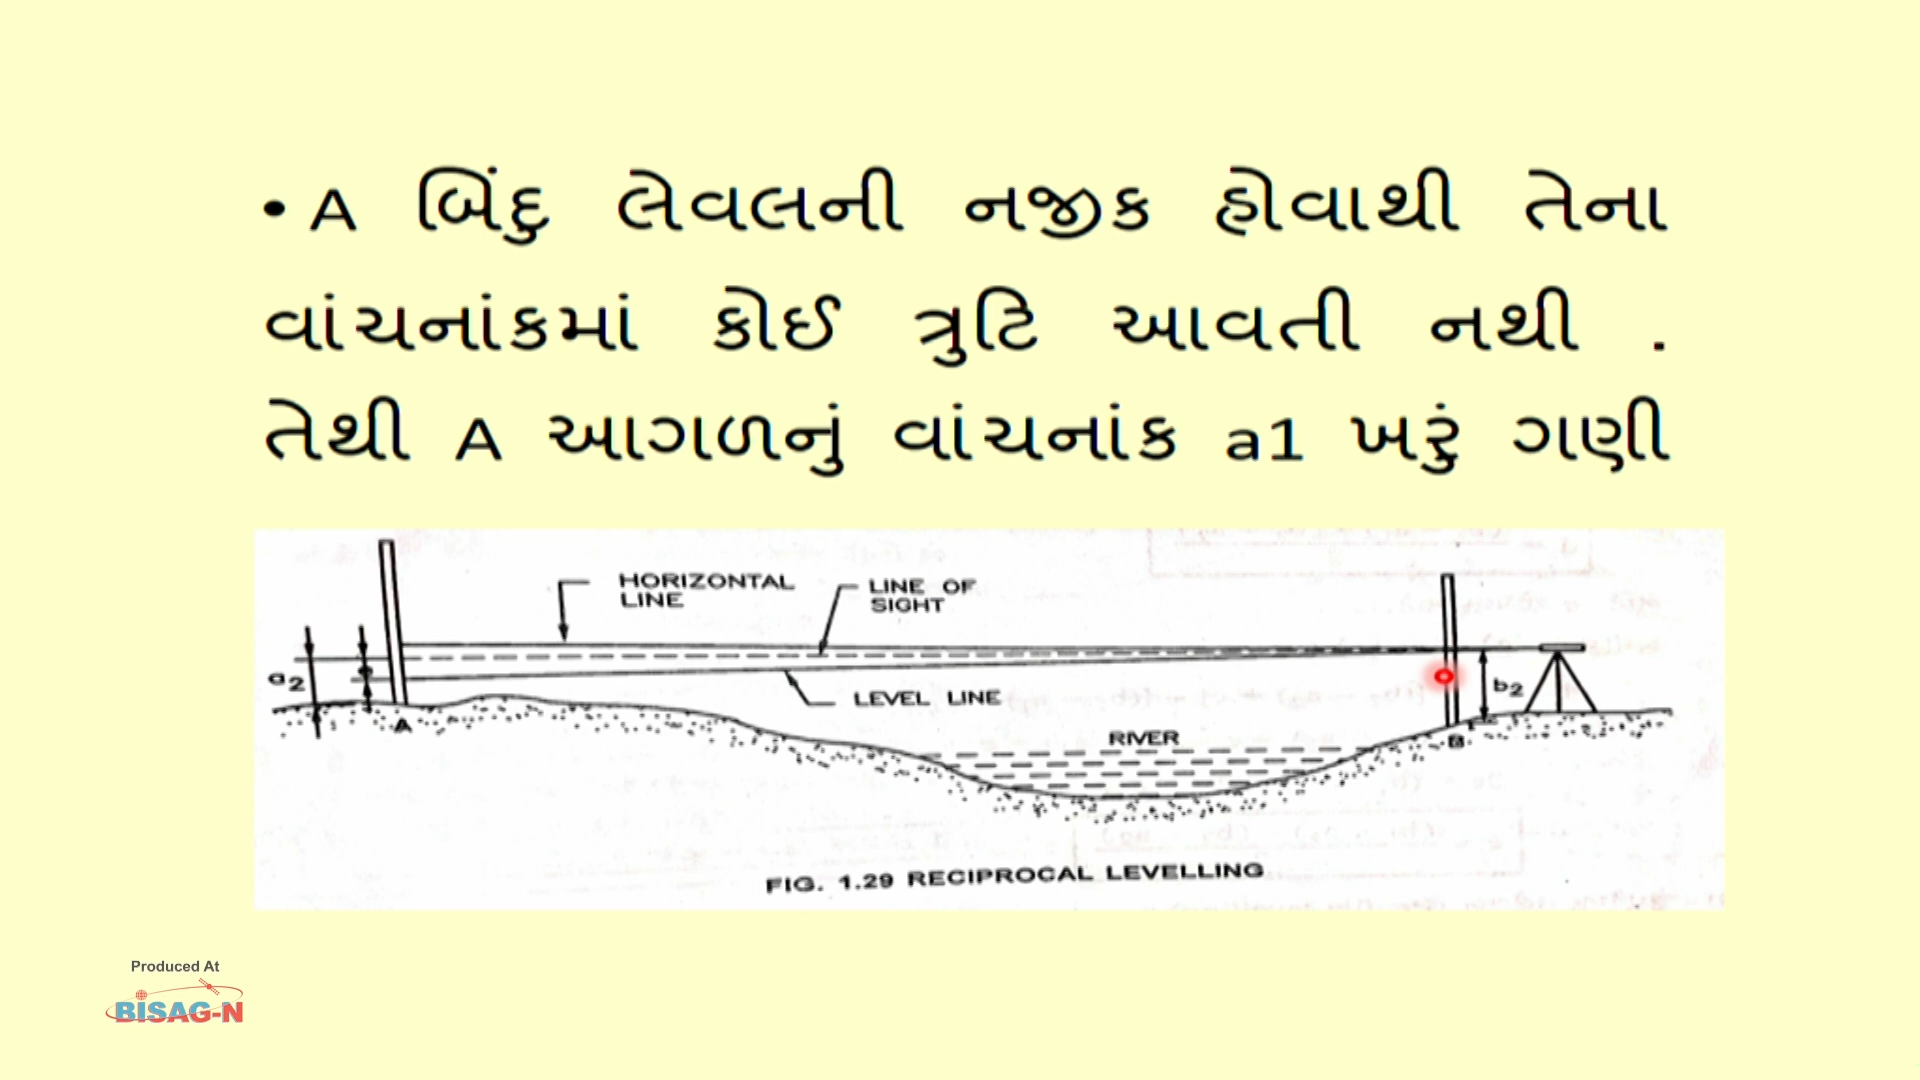 • A બિંદુ લેવલની નજીક હોવાથી તેના
વાંચનાંકમાં કોઈ ત્રુટિ આવતી નથી .
તેથી A આગળનું વાંચનાંક a1 ખરું ગણી
HORIZONTAL
LINE
LINE OF
SIGHT
a2
e
LEVEL LINE
b2
A
B
RIVER
FIG. 1.29 RECIPROCAL LEVELLING
Produced At
BISAG-N